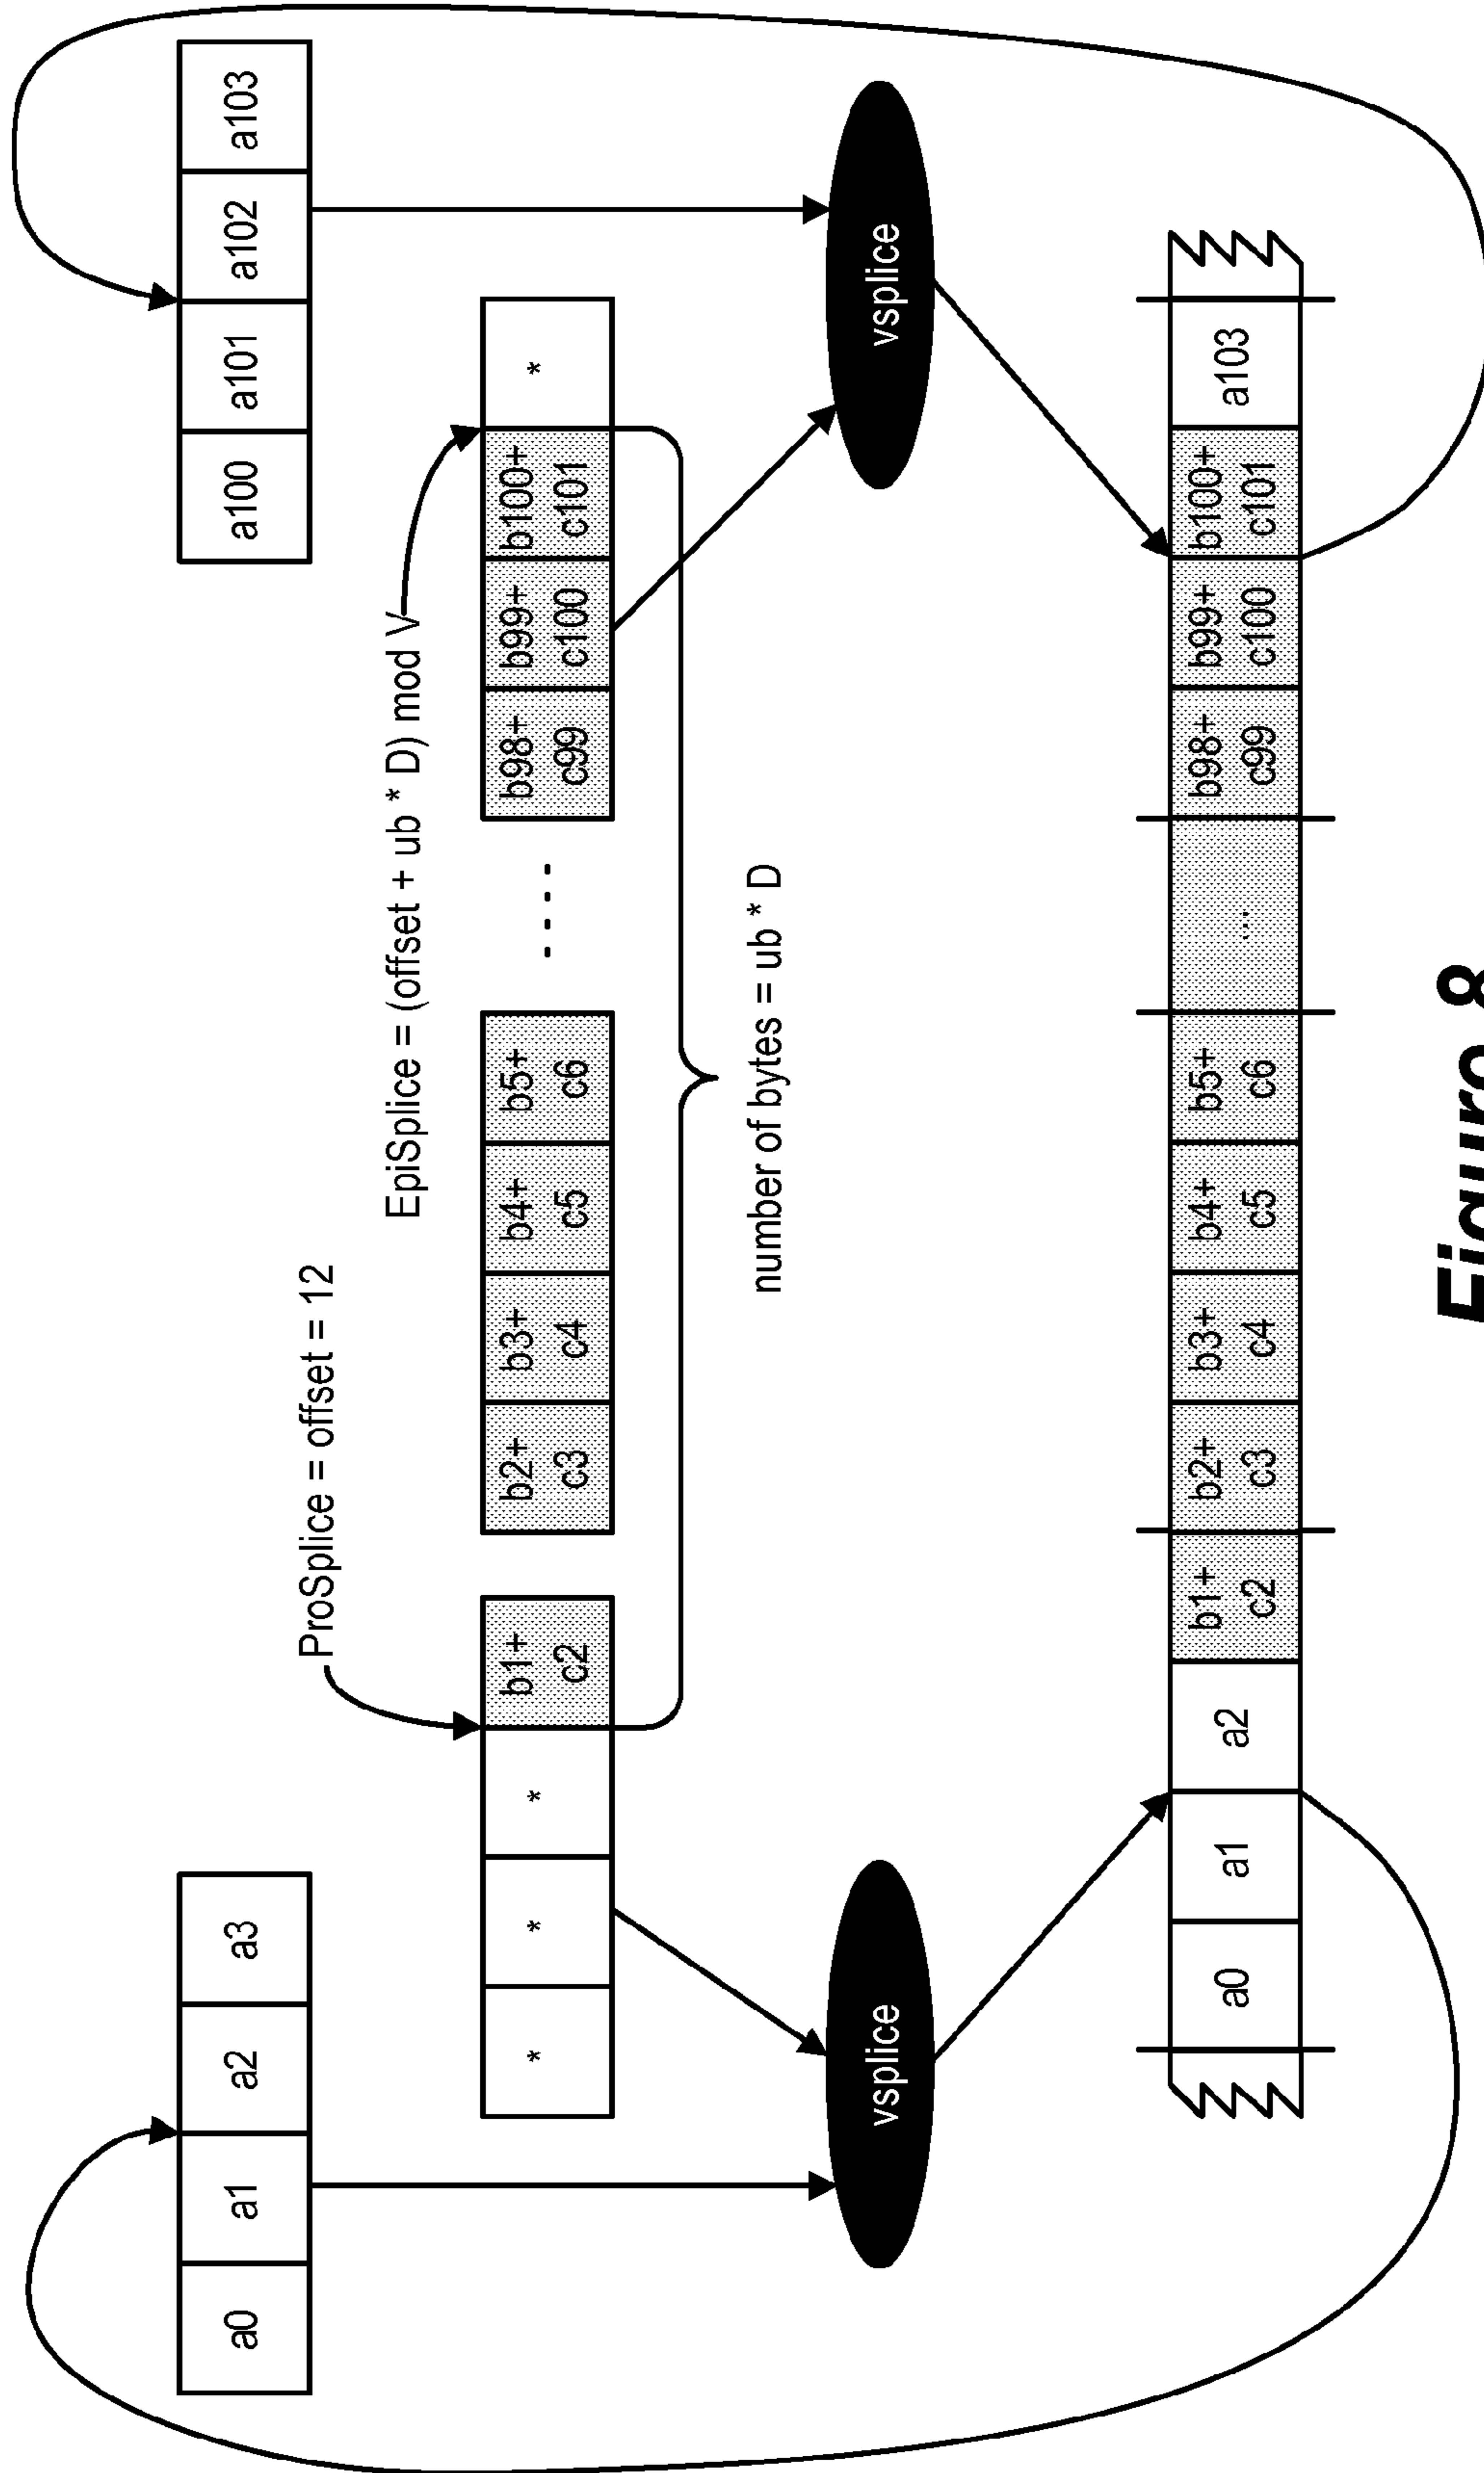 a0
a1
a2
a3
a100
a101
a102
a103
ProSplice = offset = 12
EpiSplice = (offset + ub * D) mod V
*
*
*
b1+
c2
b2+
c3
b3+
c4
b4+
c5
b5+
c6
....
b98+
c99
b99+
c100
b100+
c101
*
number of bytes = ub * D
vsplice
vsplice
a0
a1
a2
b1+
c2
b2+
c3
b3+
c4
b4+
c5
b5+
c6
...
b98+
c99
b99+
c100
b100+
c101
a103
Figure 8